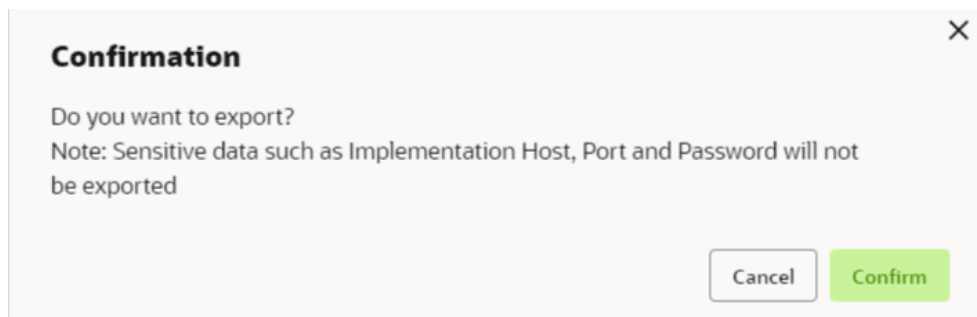 Confirmation
Do you want to export?
Note: Sensitive data such as Implementation Host, Port and Password will not
be exported
Cancel
Confirm